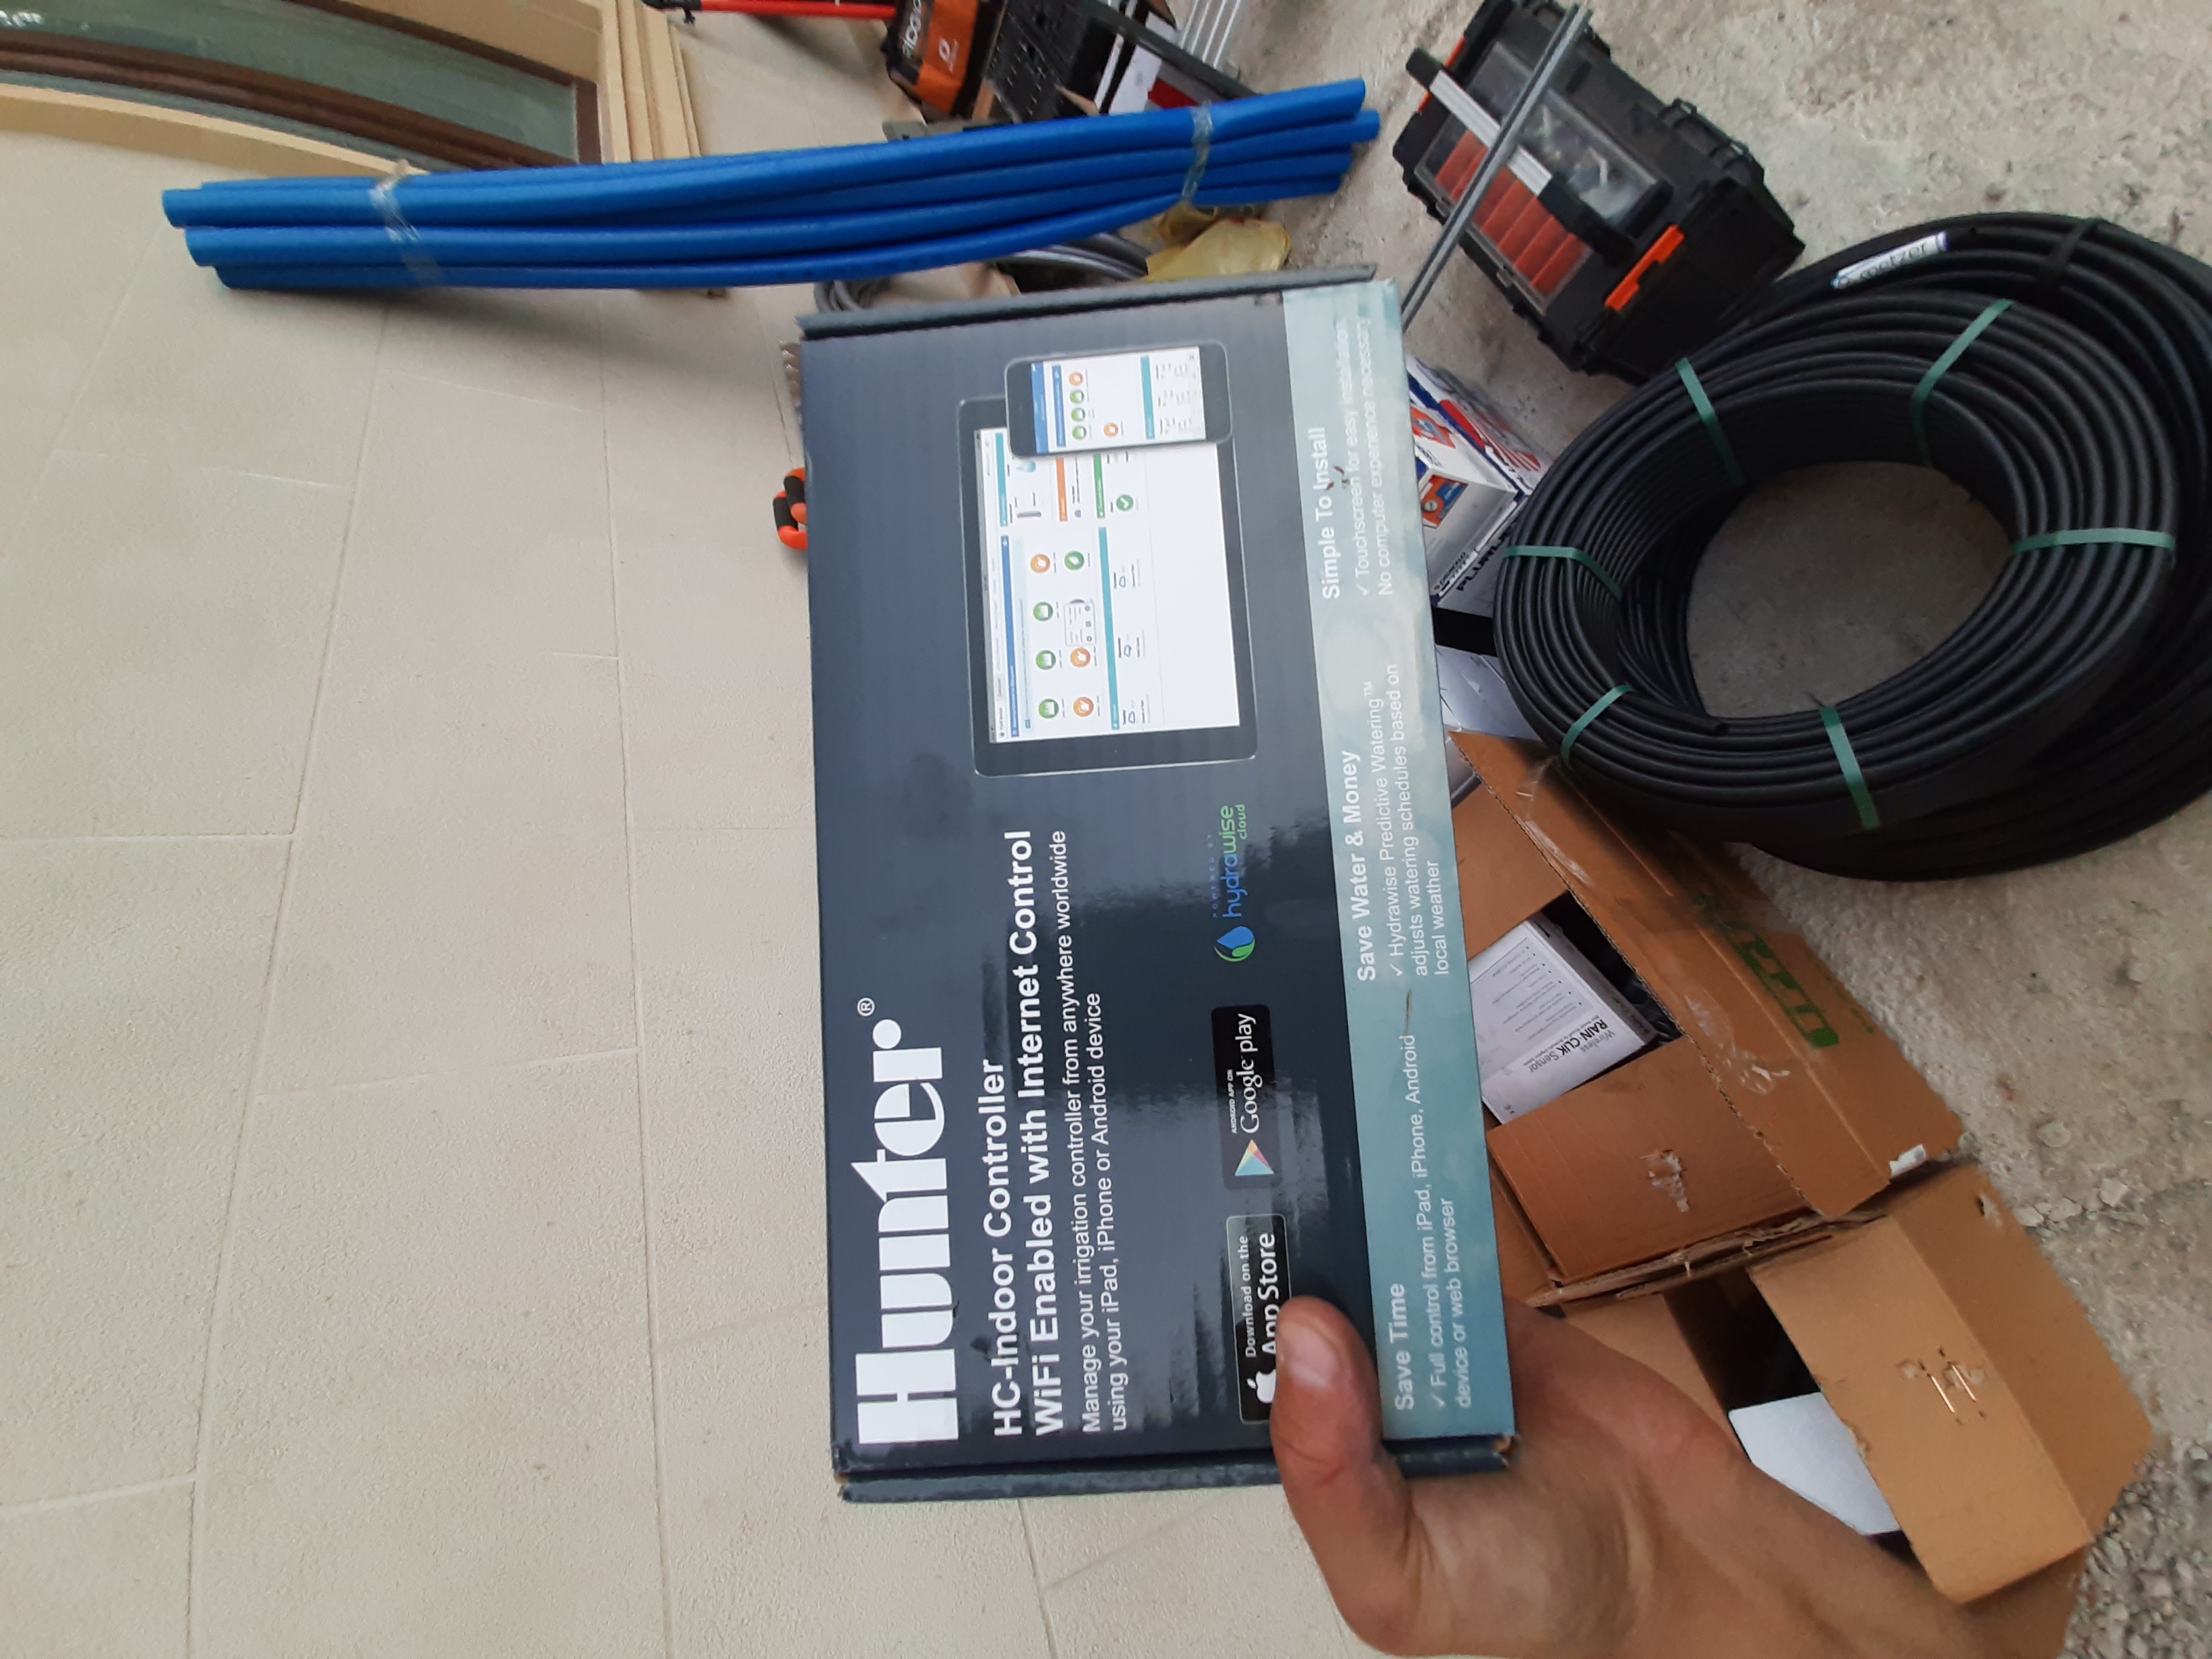 Hunter®
HC-Indoor Controller
WiFi Enabled with Internet Control
Manage your irrigation controller from anywhere worldwide
using your iPad, iPhone or Android device
Download on the
App Store
ANDROID APP ON
Google play
POWERED BY
hydrawise
cloud
Save Time
✓ Full control from iPad, iPhone, Android
device or web browser
Save Water & Money
✓ Hydrawise Predictive Watering™
adjusts watering schedules based on
local weather
Simple To Install
✓ Touchscreen for easy installation
No computer experience necessary
Wireless
RAIN CLIK Sensor